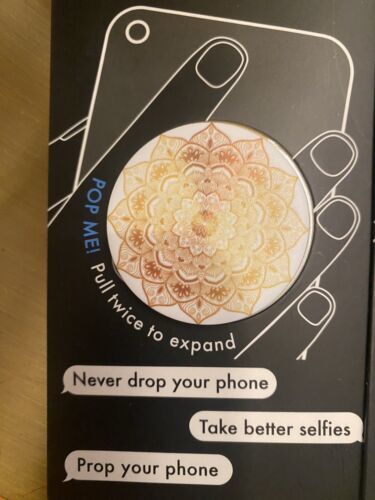 POP ME! Pull twice to expand
Never drop your phone
Take better selfies
Prop your phone